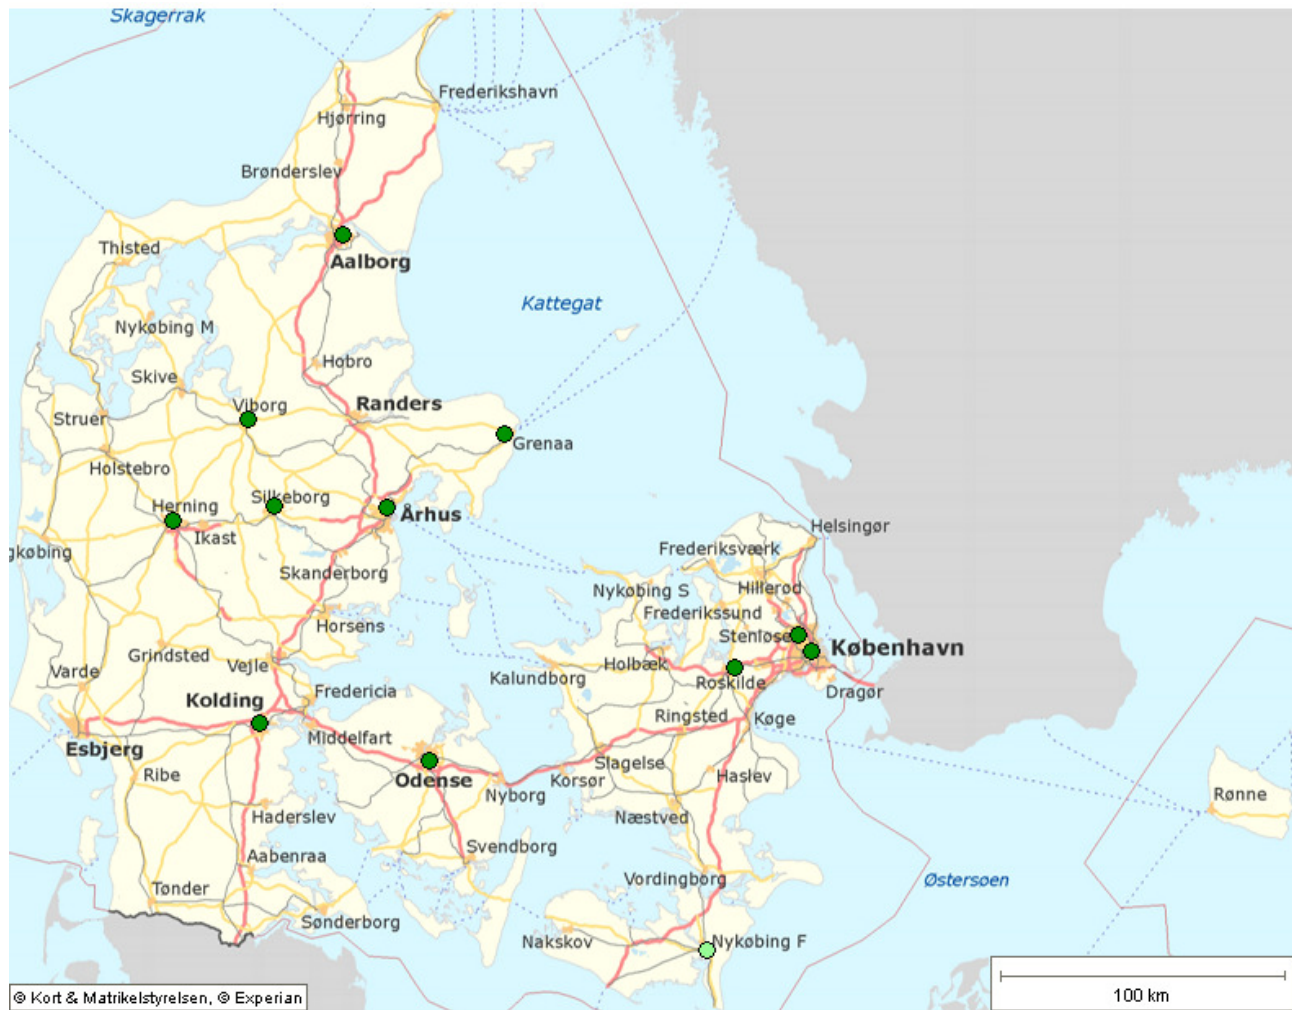 Skagerrak
Frederikshavn
Hjørring
Brønderslev
Thisted
Aalborg
Kattegat
Nykøbing M
Hobro
Skive
Viborg
Randers
Struer
Grenaa
Holstebro
Herning
Silkeborg
Århus
Ikast
Helsingør
gkøbing
Frederiksværk
Skanderborg
Nykøbing S
Hillerød
Frederikssund
Horsens
Stenløse
København
Grindsted
Vejle
Holbæk
Varde
Kalundborg
Roskilde
Dragør
Fredericia
Kolding
Ringsted
Køge
Esbjerg
Middelfart
Slagelse
Ribe
Odense
Korsør
Haslev
Nyborg
Rønne
Haderslev
Næstved
Svendborg
Aabenraa
Vordingborg
Østersøen
Tønder
Sønderborg
Nakskov
Nykøbing F
© Kort & Matrikelstyrelsen, © Experian
100 km